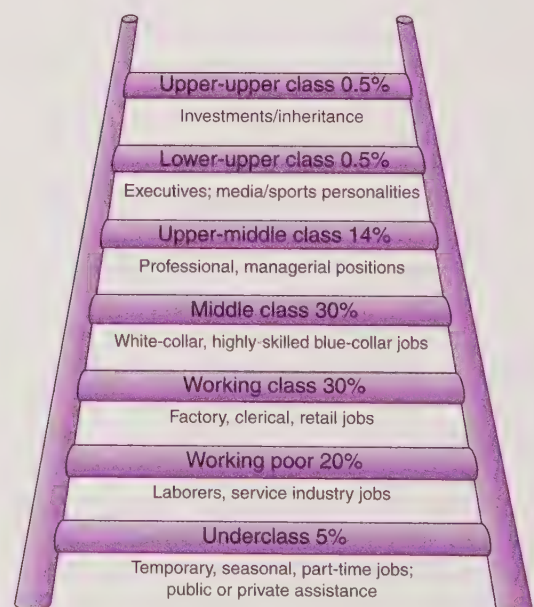 Upper-upper class 0.5%
Investments/inheritance
Lower-upper class 0.5%
Executives; media/sports personalities
Upper-middle class 14%
Professional, managerial positions
Middle class 30%
White-collar, highly-skilled blue-collar jobs
Working class 30%
Factory, clerical, retail jobs
Working poor 20%
Laborers, service industry jobs
Underclass 5%
Temporary, seasonal, part-time jobs;
public or private assistance